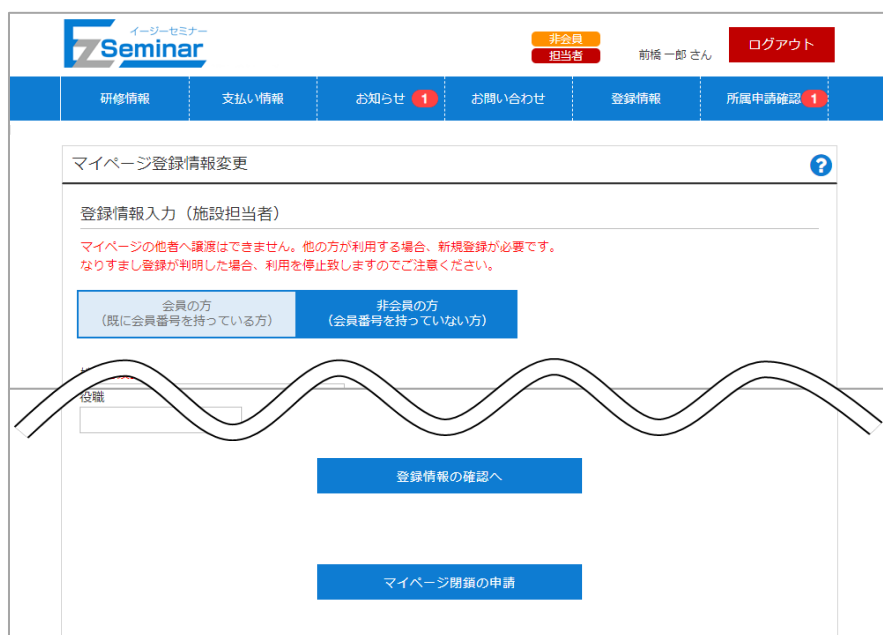 イージーセミナー
EzSeminar
非会員
担当者
前橋 一郎 さん
ログアウト
研修情報
支払い情報
お知らせ 1
お問い合わせ
登録情報
所属申請確認 1
マイページ登録情報変更
?
登録情報入力（施設担当者）
マイページの他者へ譲渡はできません。他の方が利用する場合、新規登録が必要です。
なりすまし登録が判明した場合、利用を停止致しますのでご注意ください。
会員の方
（既に会員番号を持っている方）
非会員の方
（会員番号を持っていない方）
役職
登録情報の確認へ
マイページ閉鎖の申請